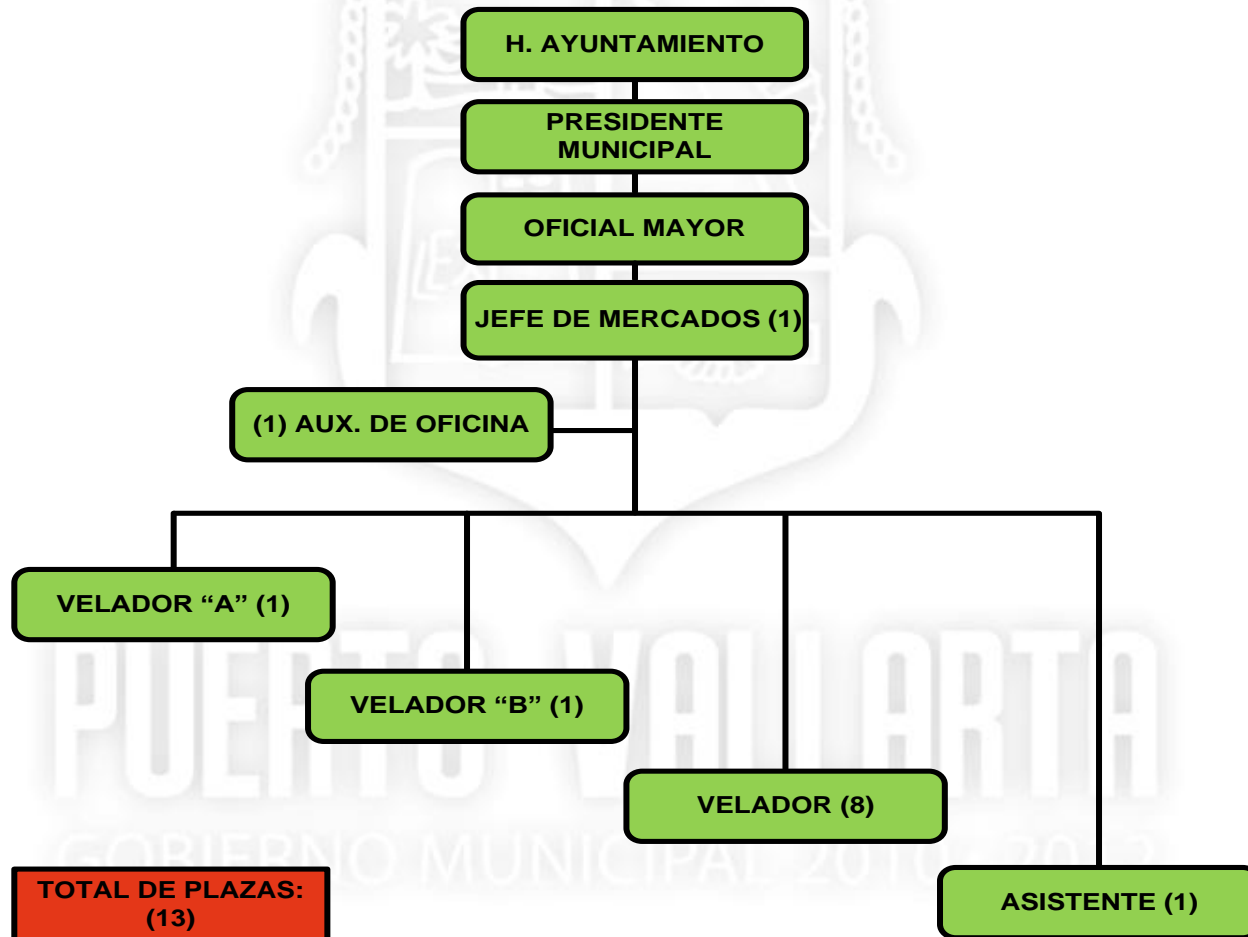 H. AYUNTAMIENTO
PRESIDENTE
MUNICIPAL
OFICIAL MAYOR
JEFE DE MERCADOS (1)
(1) AUX. DE OFICINA
VELADOR “A” (1)
VELADOR “B” (1)
VELADOR (8)
ASISTENTE (1)
TOTAL DE PLAZAS:
(13)
PUERTO VALLARTA
GOBIERNO MUNICIPAL 2010 / 2012